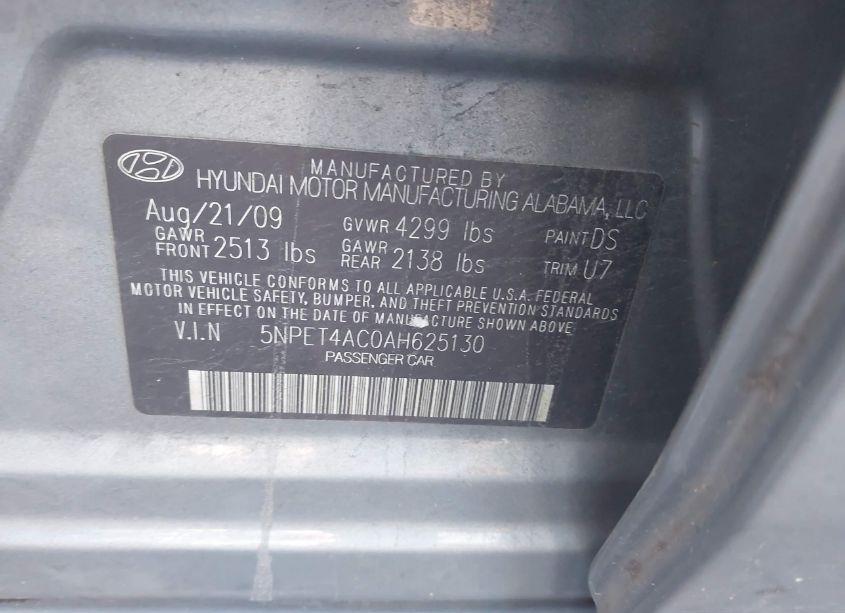 MANUFACTURED BY
HYUNDAI MOTOR MANUFACTURING ALABAMA, LLC
Aug/21/09 GVWR 4299 lbs PAINT DS
GAWR FRONT 2513 lbs GAWR REAR 2138 lbs TRIM U7
THIS VEHICLE CONFORMS TO ALL APPLICABLE U.S.A. FEDERAL
MOTOR VEHICLE SAFETY, BUMPER, AND THEFT PREVENTION STANDARDS
IN EFFECT ON THE DATE OF MANUFACTURE SHOWN ABOVE
V.I.N 5NPET4AC0AH625130
PASSENGER CAR